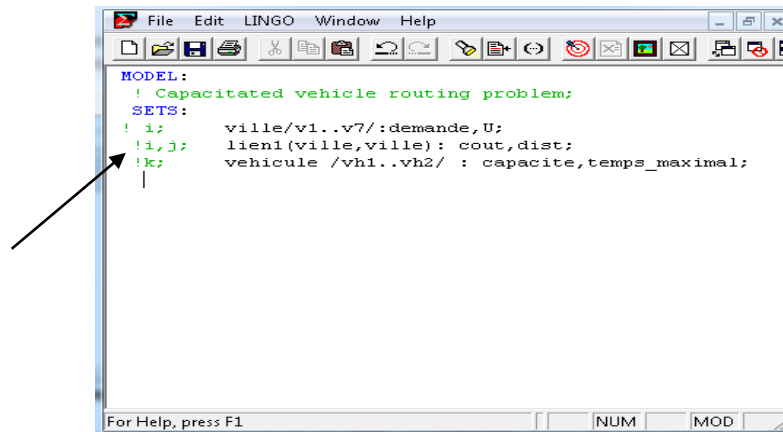 File Edit LINGO Window Help
MODEL:
! Capacitated vehicle routing problem;
SETS:
! i; ville/v1..v7/:demande,U;
!i,j; lien1(ville,ville): cout,dist;
!k; vehicule /vh1..vh2/ : capacite,temps_maximal;
For Help, press F1 NUM MOD